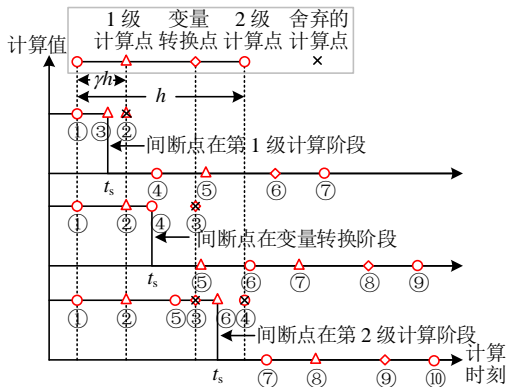 1 级 变量 2 级 舍弃的
计算点 转换点 计算点 计算点
计算值
γh
h
① ③ ②
间断点在第 1 级计算阶段
ts ④ ⑤ ⑥ ⑦
① ② ④ ③
间断点在变量转换阶段
ts ⑤ ⑥ ⑦ ⑧ ⑨
① ② ⑤ ③ ⑥ ④
间断点在第 2 级计算阶段
计算
时刻
ts ⑦ ⑧ ⑨ ⑩